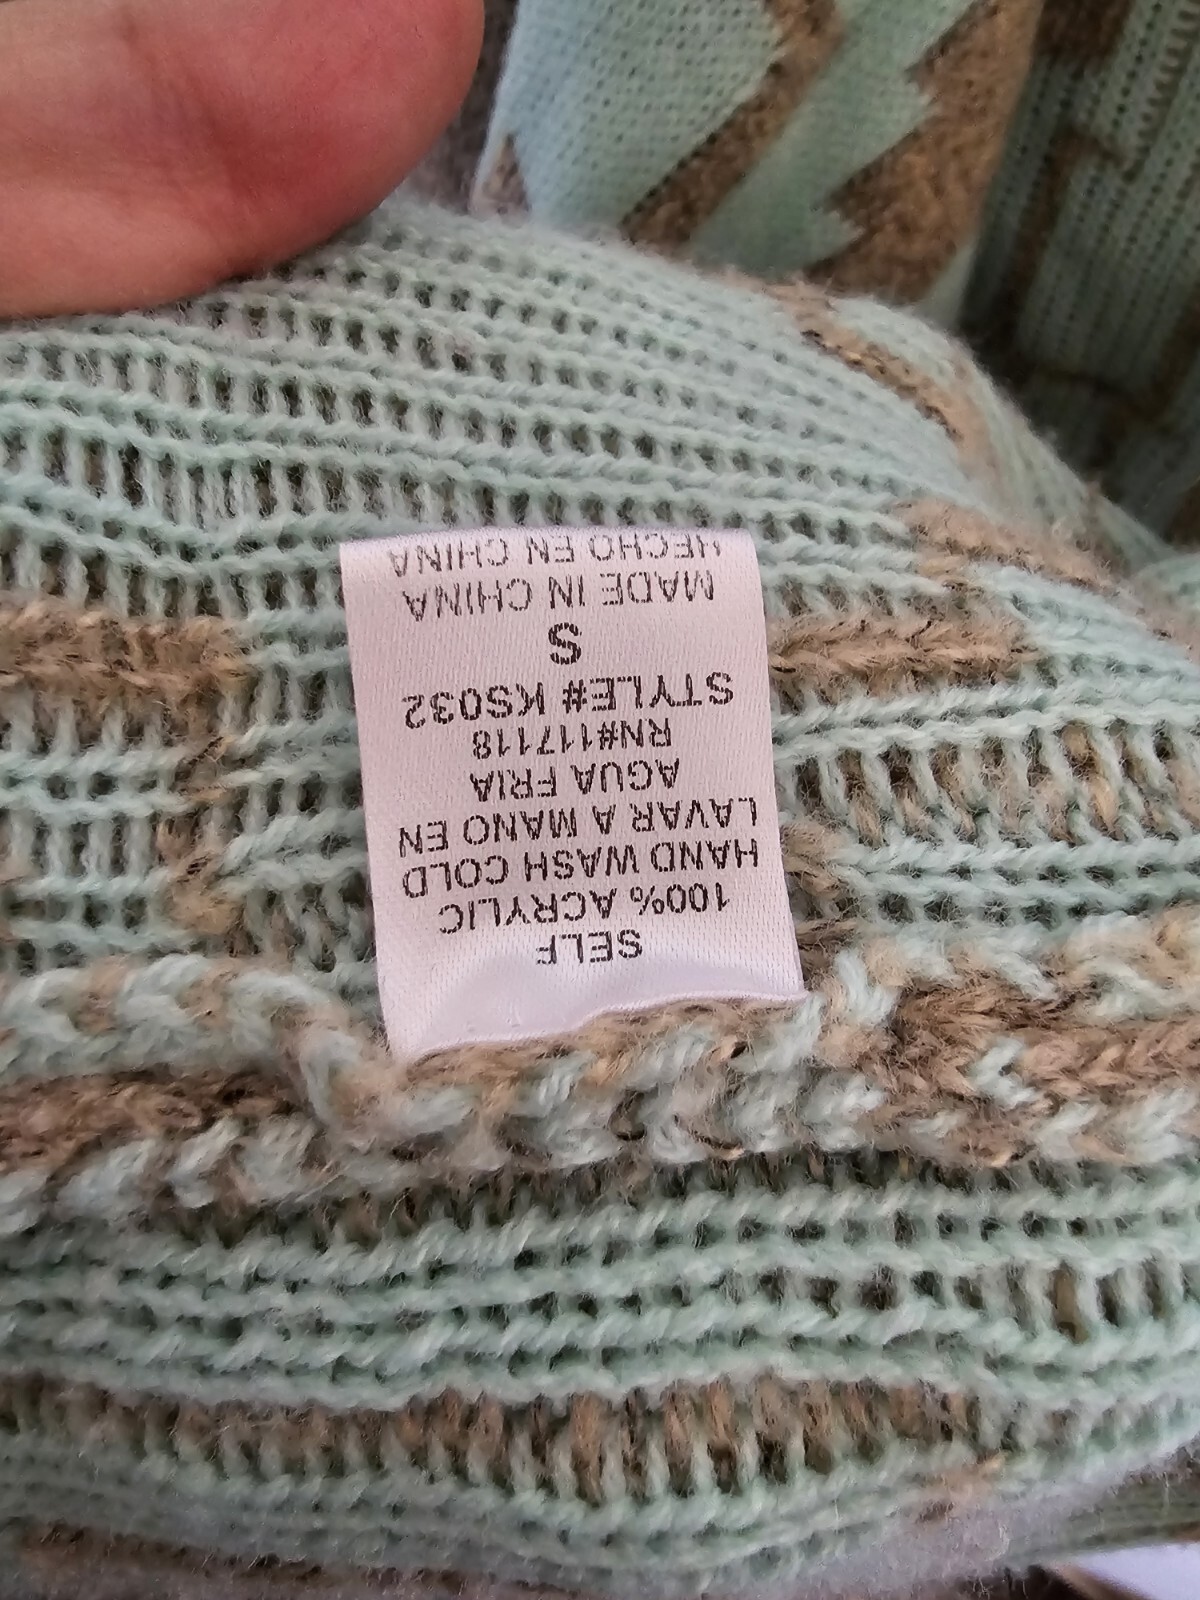 SELF
100% ACRYLIC
HAND WASH COLD
LAVAR A MANO EN
AGUA FRIA
RN#117118
STYLE# KS032
S
MADE IN CHINA
HECHO EN CHINA